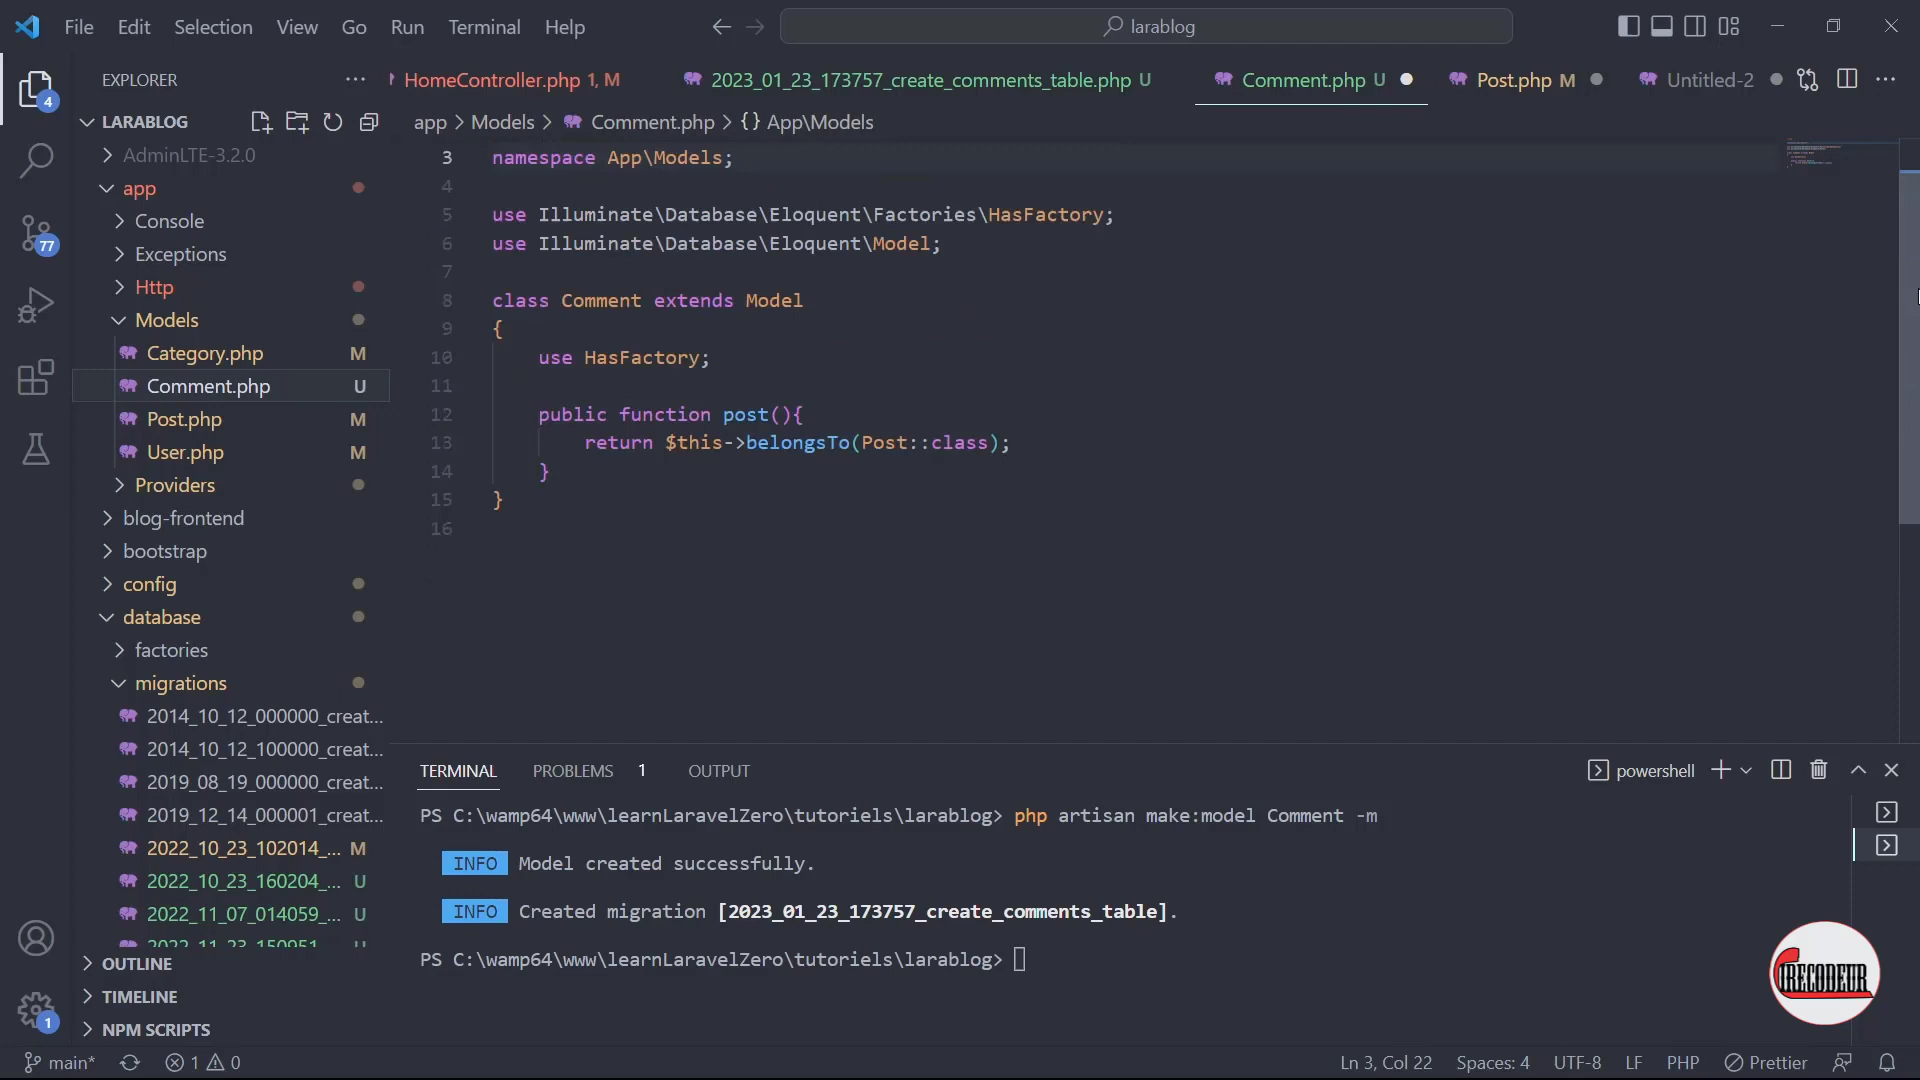 File Edit Selection View Go Run Terminal Help
larablog
EXPLORER
HomeController.php 1, M
2023_01_23_173757_create_comments_table.php U
Comment.php U
Post.php M
Untitled-2
LARABLOG
app > Models > Comment.php > {} App\Models
AdminLTE-3.2.0
app
Console
Exceptions
Http
Models
Category.php M
Comment.php U
Post.php M
User.php M
Providers
blog-frontend
bootstrap
config
database
factories
migrations
2014_10_12_000000_creat...
2014_10_12_100000_creat...
2019_08_19_000000_creat...
2019_12_14_000001_creat...
2022_10_23_102014_... M
2022_10_23_160204_... U
2022_11_07_014059_... U
2022_11_23_150951 U
OUTLINE
TIMELINE
NPM SCRIPTS
4
77
1
3 namespace App\Models;
4
5 use Illuminate\Database\Eloquent\Factories\HasFactory;
6 use Illuminate\Database\Eloquent\Model;
7
8 class Comment extends Model
9 {
10 use HasFactory;
11
12 public function post(){
13 return $this->belongsTo(Post::class);
14 }
15 }
16
TERMINAL PROBLEMS 1 OUTPUT
powershell
PS C:\wamp64\www\learnLaravelZero\tutoriels\larablog> php artisan make:model Comment -m
INFO Model created successfully.
INFO Created migration [2023_01_23_173757_create_comments_table].
PS C:\wamp64\www\learnLaravelZero\tutoriels\larablog>
IRECODEUR
main* 1 0
Ln 3, Col 22 Spaces: 4 UTF-8 LF PHP Prettier